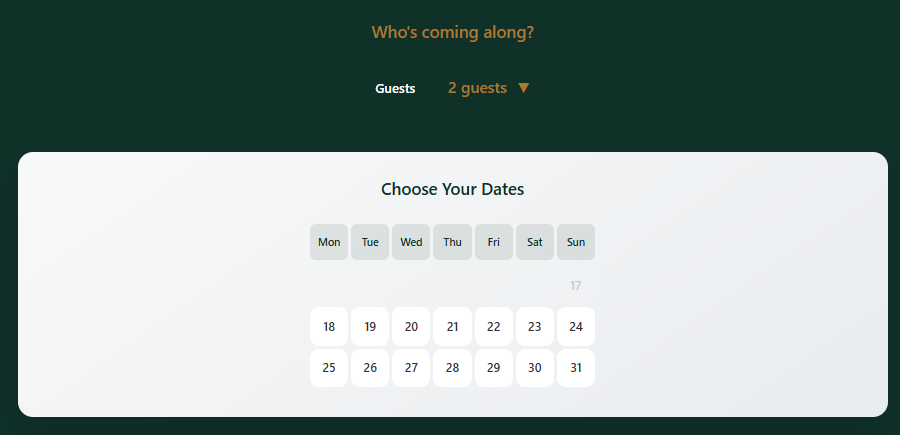 Who's coming along?
Guests 2 guests ▼
Choose Your Dates
Mon Tue Wed Thu Fri Sat Sun
17
18 19 20 21 22 23 24
25 26 27 28 29 30 31